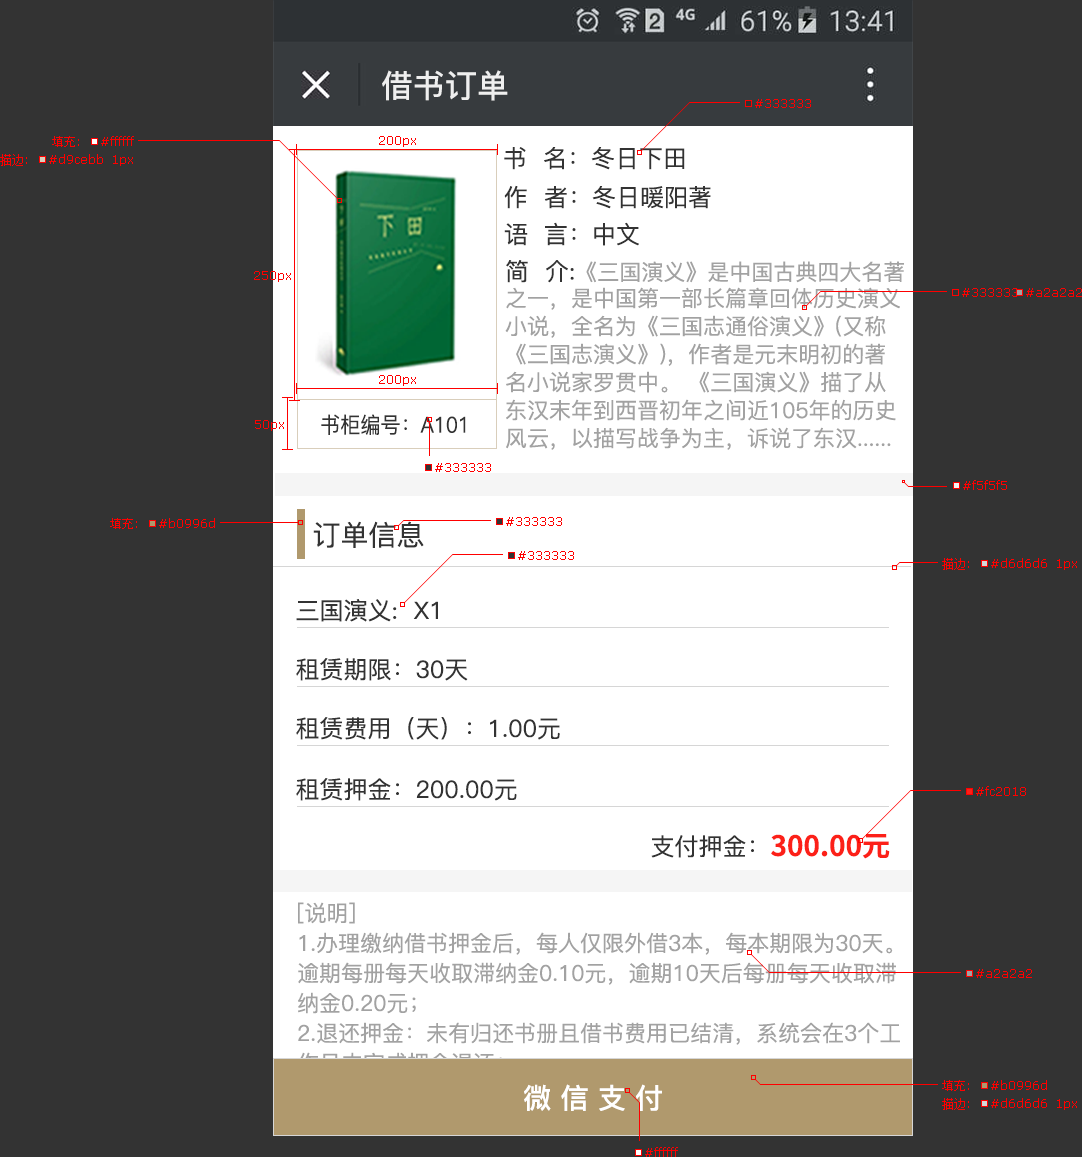 2 4G 61% 13:41
借书订单
#333333
填充: #ffffff
描边: #d9cebb 1px
200px
书 名: 冬日下田
作 者: 冬日暖阳著
下田
语 言: 中文
250px
简 介:《三国演义》是中国古典四大名著
之一，是中国第一部长篇章回体历史演义
#333333 #a2a2a2
小说，全名为《三国志通俗演义》(又称
《三国志演义》)，作者是元末明初的著
200px
名小说家罗贯中。 《三国演义》描了从
东汉末年到西晋初年之间近105年的历史
50px
书柜编号: A101
风云，以描写战争为主，诉说了东汉......
#333333
#f5f5f5
填充: #b0996d
订单信息
#333333
#333333
描边: #d6d6d6 1px
三国演义: X1
租赁期限: 30天
租赁费用（天）: 1.00元
租赁押金: 200.00元
#fc2018
支付押金: 300.00元
[说明]
1.办理缴纳借书押金后，每人仅限外借3本，每本期限为30天。
逾期每册每天收取滞纳金0.10元，逾期10天后每册每天收取滞
#a2a2a2
纳金0.20元；
2.退还押金：未有归还书册且借书费用已结清，系统会在3个工
微信支付
填充: #b0996d
描边: #d6d6d6 1px
#ffffff